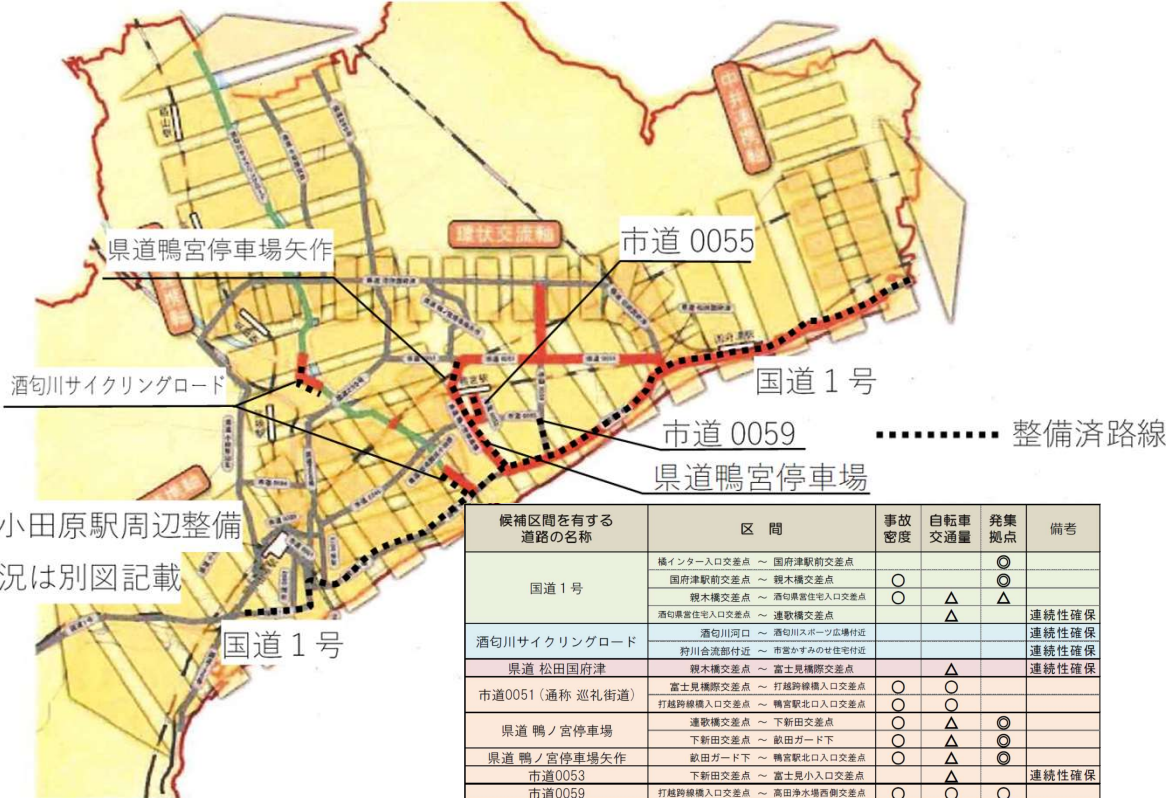 中井連携軸
環状交流軸
市道 0055
県道鴨宮停車場矢作
酒匂川サイクリングロード
国道１号
市道 0059
整備済路線
県道鴨宮停車場
小田原駅周辺整備
況は別図記載
国道１号
候補区間を有する
道路の名称
区 間
事故
密度
自転車
交通量
発集
拠点
備考
国道１号
橘インター入口交差点 ～ 国府津駅前交差点 ◎
国府津駅前交差点 ～ 親木橋交差点 ○ ◎
親木橋交差点 ～ 酒匂県営住宅入口交差点 ○ △ △
酒匂県営住宅入口交差点 ～ 連歌橋交差点 △ 連続性確保
酒匂川サイクリングロード
酒匂川河口 ～ 酒匂川スポーツ広場付近 連続性確保
狩川合流部付近 ～ 市営かすみのせ住宅付近 連続性確保
県道 松田国府津 親木橋交差点 ～ 富士見橋際交差点 △ 連続性確保
市道0051（通称 巡礼街道）
富士見橋際交差点 ～ 打越跨線橋入口交差点 ○ ○
打越跨線橋入口交差点 ～ 鴨宮駅北口入口交差点 ○ ○
県道 鴨ノ宮停車場
連歌橋交差点 ～ 下新田交差点 ○ △ ◎
下新田交差点 ～ 畝田ガード下 ○ △ ◎
県道 鴨ノ宮停車場矢作 畝田ガード下 ～ 鴨宮駅北口入口交差点 ○ △ ◎
市道0053 下新田交差点 ～ 富士見小入口交差点 △ 連続性確保
市道0059 打越跨線橋入口交差点 ～ 高田浄水場西側交差点 ○ ○ ○